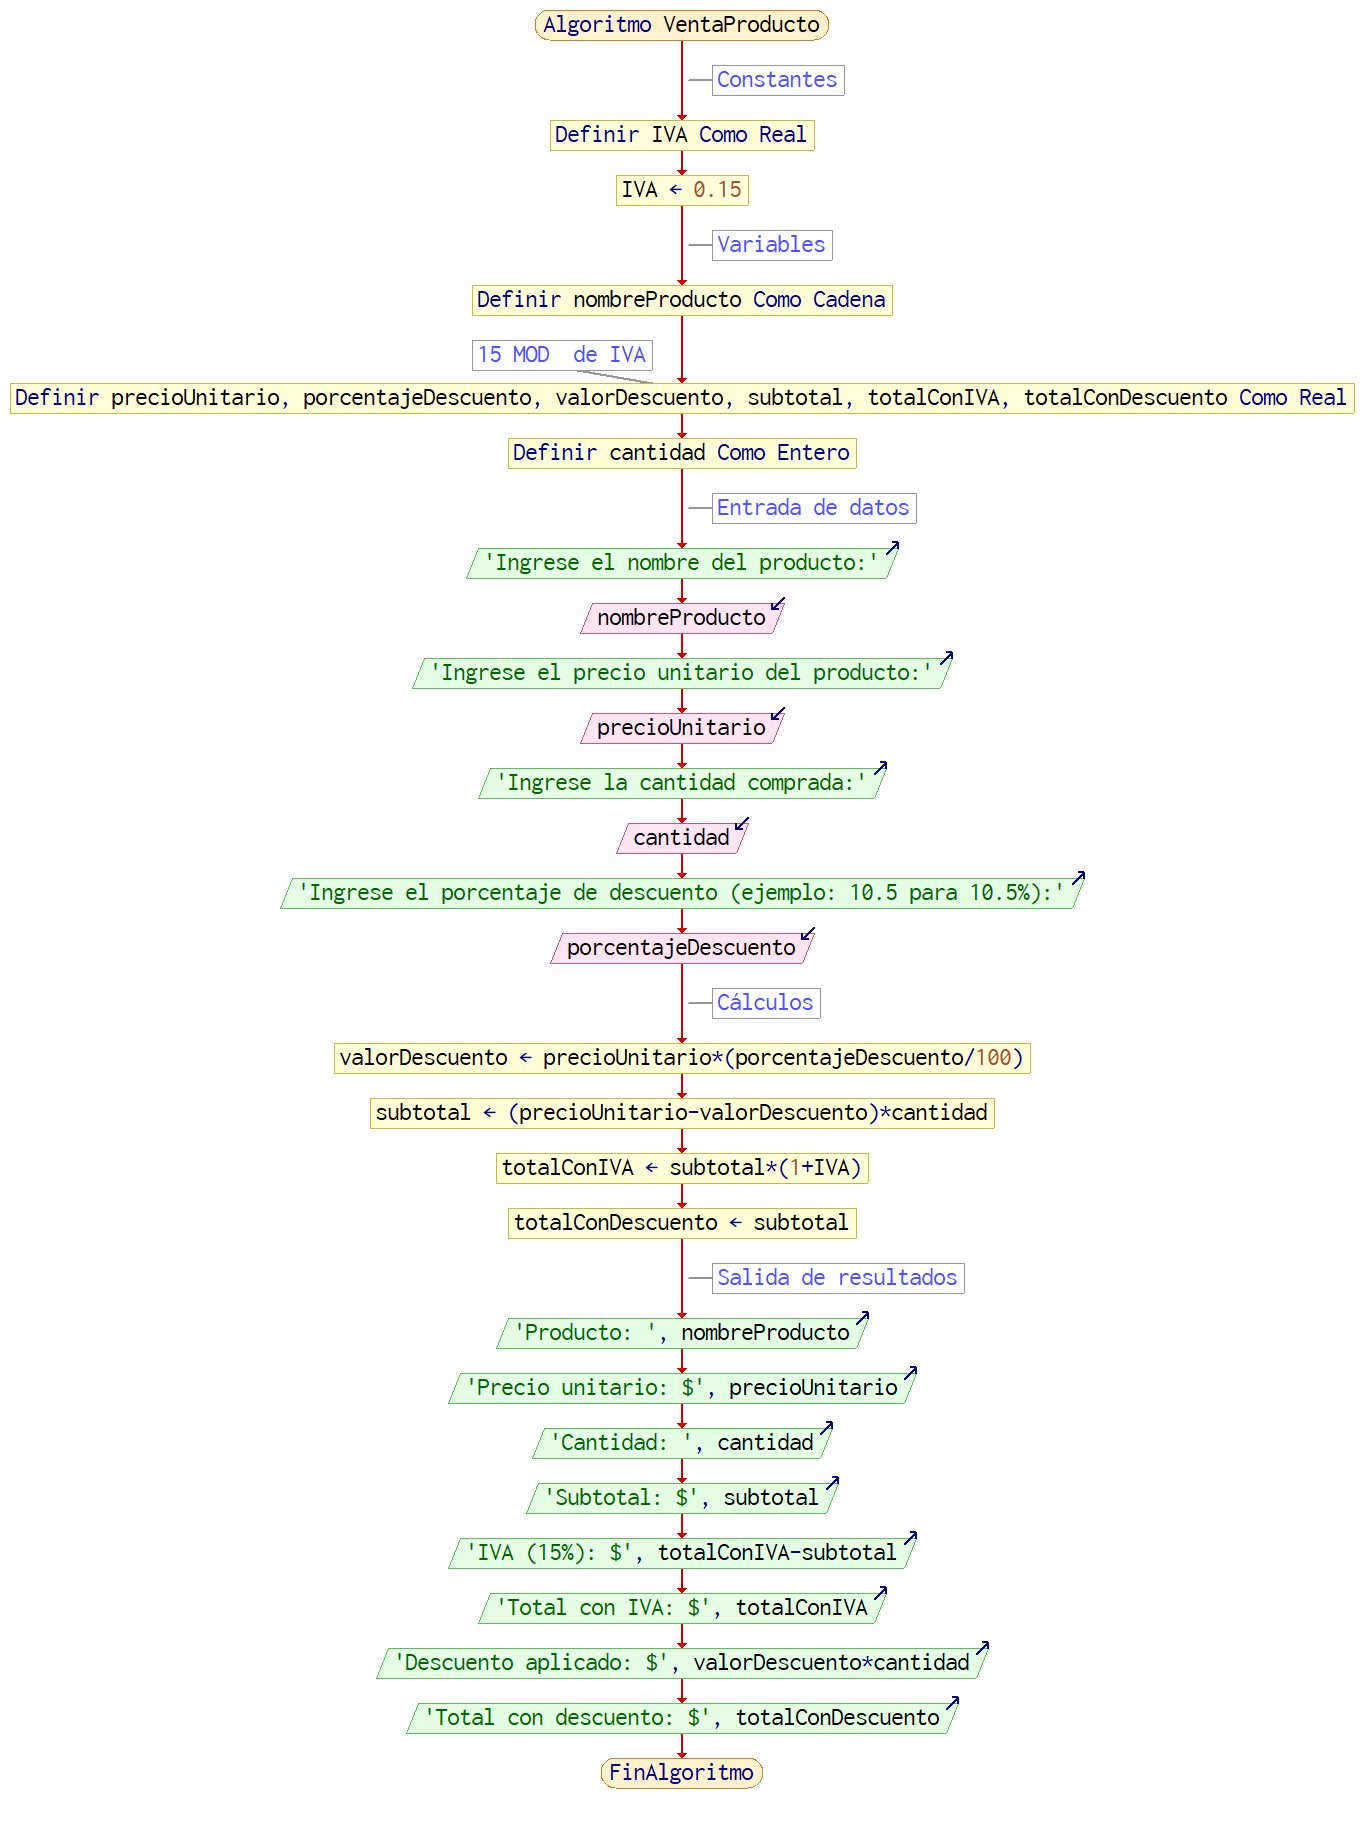 Algoritmo VentaProducto
Constantes
Definir IVA Como Real
IVA ← 0.15
Variables
Definir nombreProducto Como Cadena
15 MOD  de IVA
Definir precioUnitario, porcentajeDescuento, valorDescuento, subtotal, totalConIVA, totalConDescuento Como Real
Definir cantidad Como Entero
Entrada de datos
'Ingrese el nombre del producto:'
nombreProducto
'Ingrese el precio unitario del producto:'
precioUnitario
'Ingrese la cantidad comprada:'
cantidad
'Ingrese el porcentaje de descuento (ejemplo: 10.5 para 10.5%):'
porcentajeDescuento
Cálculos
valorDescuento ← precioUnitario*(porcentajeDescuento/100)
subtotal ← (precioUnitario-valorDescuento)*cantidad
totalConIVA ← subtotal*(1+IVA)
totalConDescuento ← subtotal
Salida de resultados
'Producto: ', nombreProducto
'Precio unitario: $', precioUnitario
'Cantidad: ', cantidad
'Subtotal: $', subtotal
'IVA (15%): $', totalConIVA-subtotal
'Total con IVA: $', totalConIVA
'Descuento aplicado: $', valorDescuento*cantidad
'Total con descuento: $', totalConDescuento
FinAlgoritmo